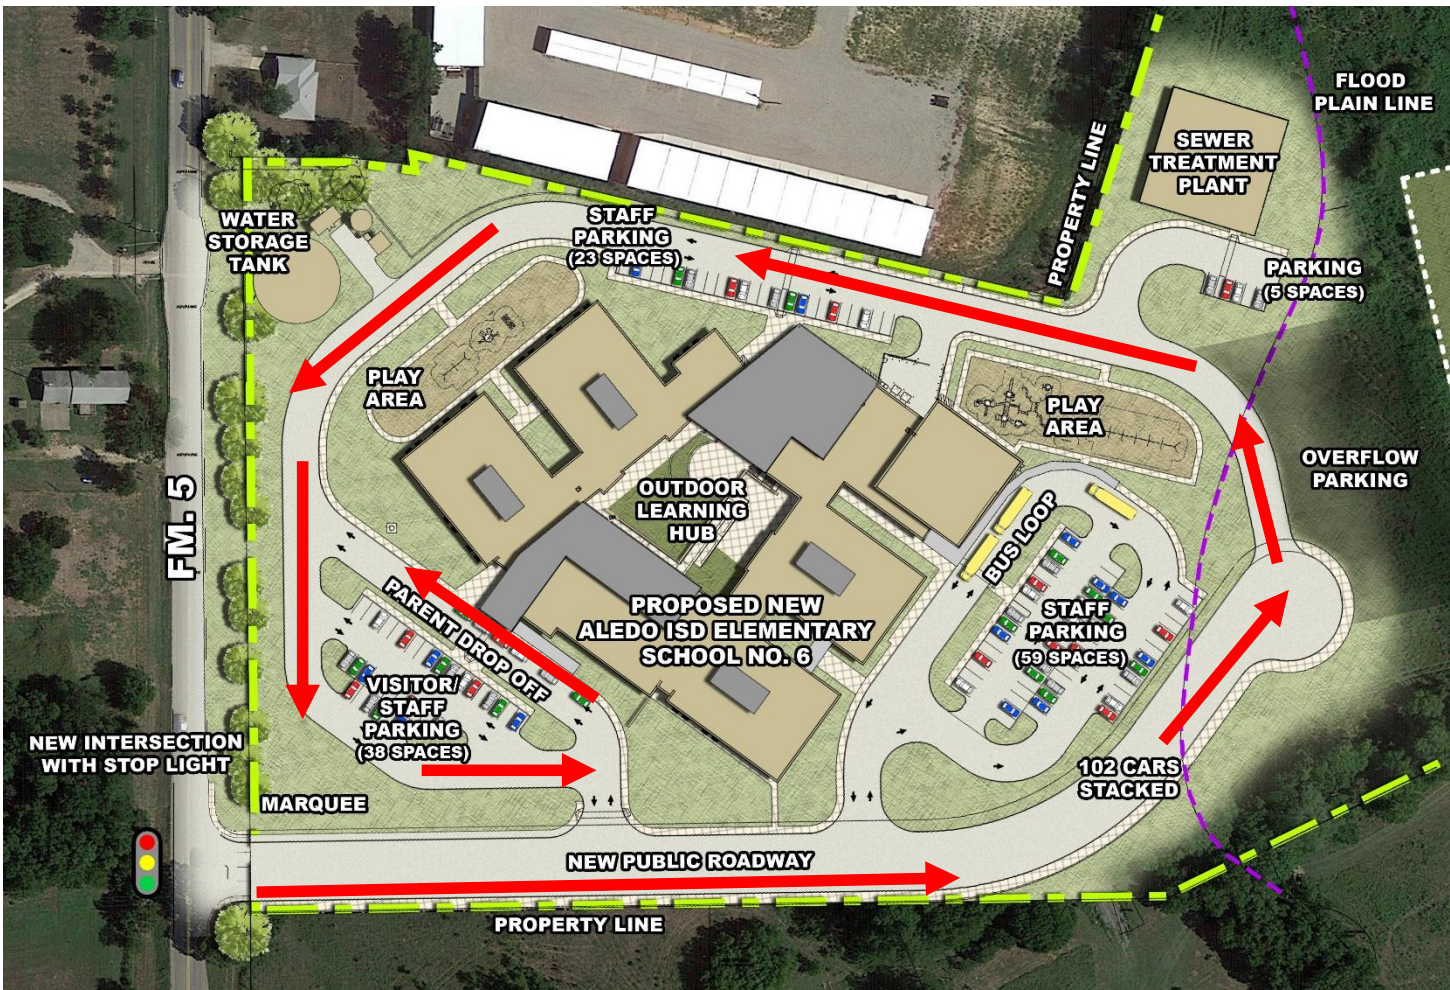 FLOOD
PLAIN LINE
SEWER
TREATMENT
PLANT
PROPERTY LINE
WATER
STORAGE
TANK
STAFF
PARKING
(23 SPACES)
PARKING
(5 SPACES)
PLAY
AREA
PLAY
AREA
OVERFLOW
PARKING
FM. 5
OUTDOOR
LEARNING
HUB
BUS LOOP
PARENT DROP OFF
PROPOSED NEW
ALEDO ISD ELEMENTARY
SCHOOL NO. 6
STAFF
PARKING
(59 SPACES)
VISITOR/
STAFF
PARKING
(38 SPACES)
NEW INTERSECTION
WITH STOP LIGHT
MARQUEE
102 CARS
STACKED
NEW PUBLIC ROADWAY
PROPERTY LINE